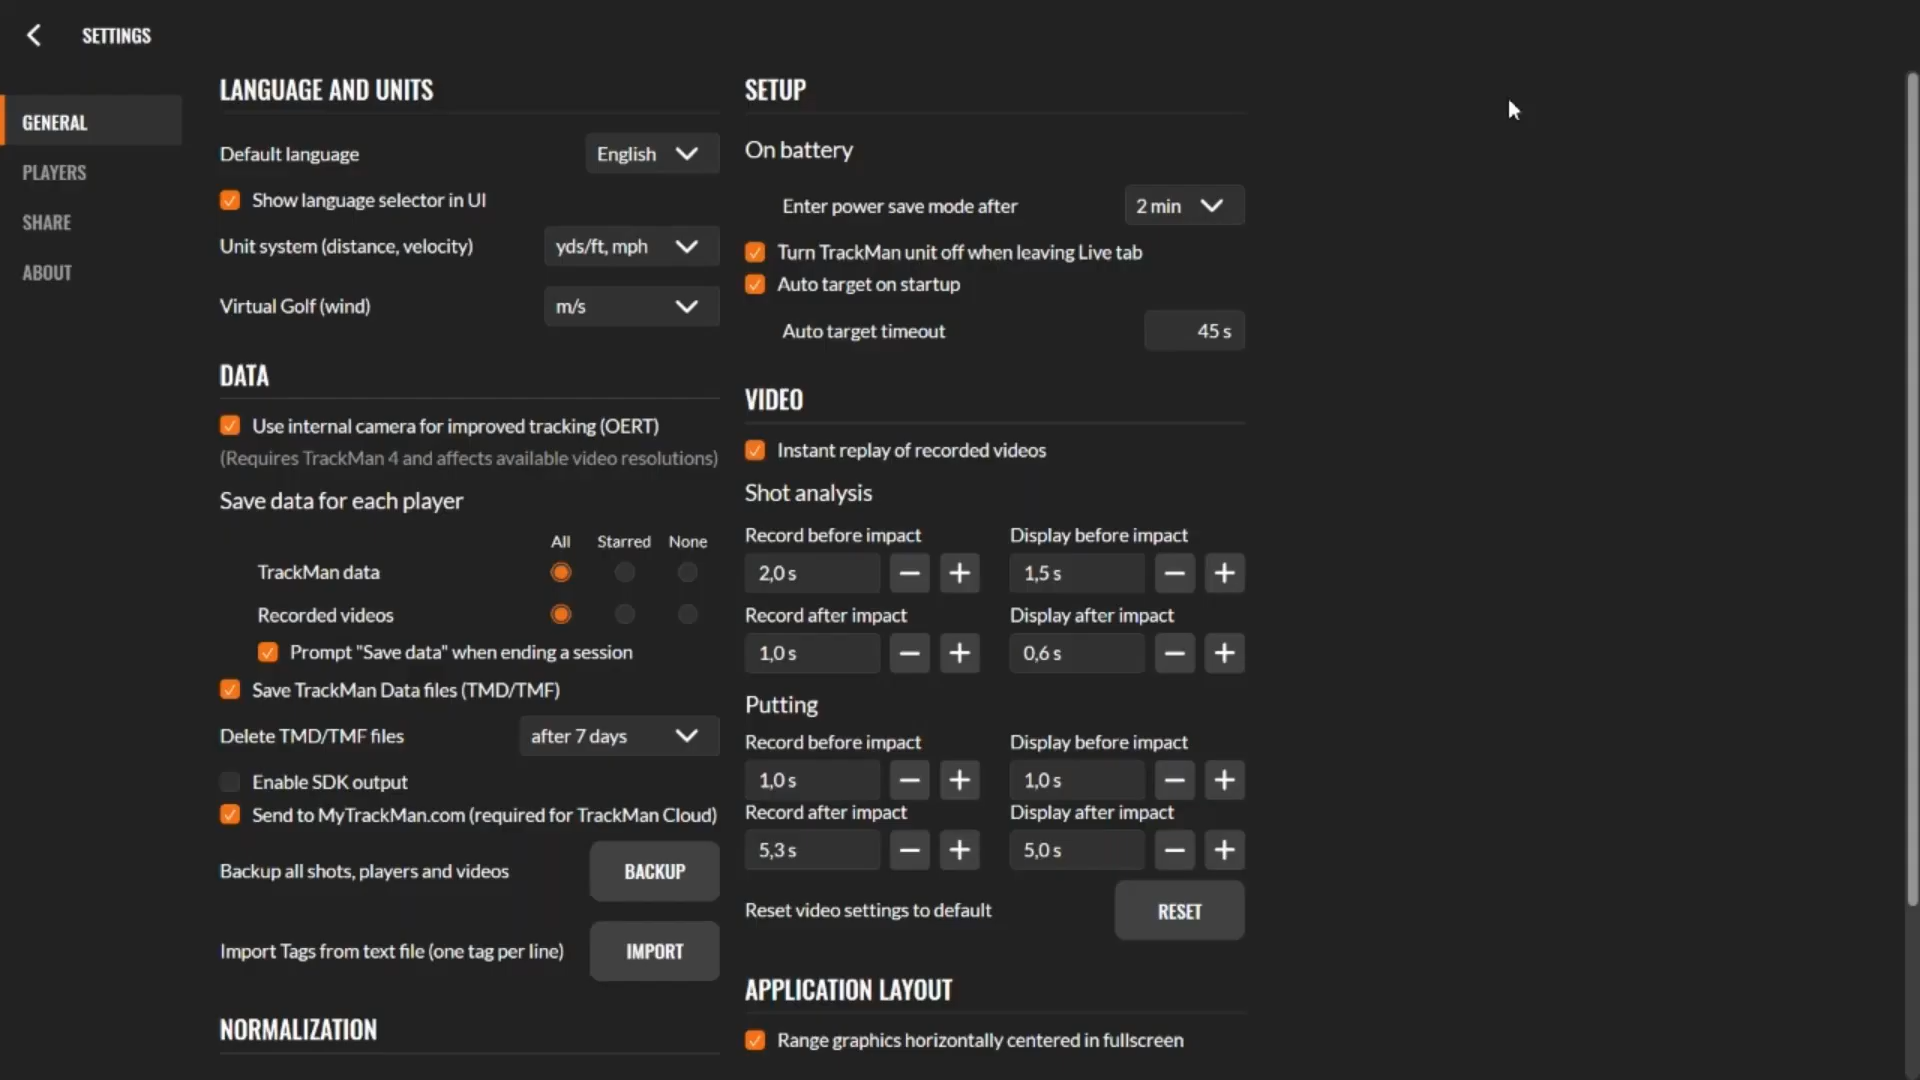 SETTINGS
GENERAL
PLAYERS
SHARE
ABOUT
LANGUAGE AND UNITS
Default language English
Show language selector in UI
Unit system (distance, velocity) yds/ft, mph
Virtual Golf (wind) m/s
DATA
Use internal camera for improved tracking (OERT)
(Requires TrackMan 4 and affects available video resolutions)
Save data for each player
All Starred None
TrackMan data
Recorded videos
Prompt "Save data" when ending a session
Save TrackMan Data files (TMD/TMF)
Delete TMD/TMF files after 7 days
Enable SDK output
Send to MyTrackMan.com (required for TrackMan Cloud)
Backup all shots, players and videos BACKUP
Import Tags from text file (one tag per line) IMPORT
NORMALIZATION
SETUP
On battery
Enter power save mode after 2 min
Turn TrackMan unit off when leaving Live tab
Auto target on startup
Auto target timeout 45 s
VIDEO
Instant replay of recorded videos
Shot analysis
Record before impact Display before impact
2,0 s 1,5 s
Record after impact Display after impact
1,0 s 0,6 s
Putting
Record before impact Display before impact
1,0 s 1,0 s
Record after impact Display after impact
5,3 s 5,0 s
Reset video settings to default RESET
APPLICATION LAYOUT
Range graphics horizontally centered in fullscreen